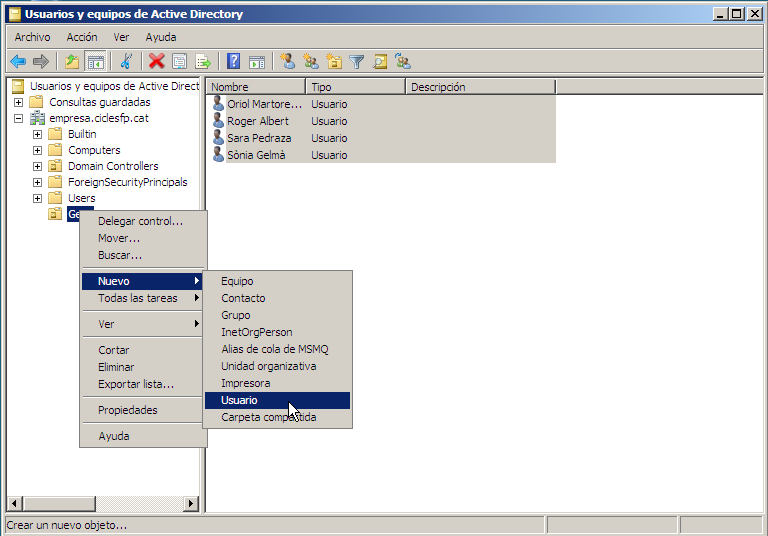 Usuarios y equipos de Active Directory
Archivo Acción Ver Ayuda
Usuarios y equipos de Active Direct
Consultas guardadas
empresa.ciclesfp.cat
Builtin
Computers
Domain Controllers
ForeignSecurityPrincipals
Users
Nombre Tipo Descripción
Oriol Martore... Usuario
Roger Albert Usuario
Sara Pedraza Usuario
Sònia Gelmà Usuario
Delegar control...
Mover...
Buscar...
Nuevo
Todas las tareas
Ver
Cortar
Eliminar
Exportar lista...
Propiedades
Ayuda
Equipo
Contacto
Grupo
InetOrgPerson
Alias de cola de MSMQ
Unidad organizativa
Impresora
Usuario
Carpeta compartida
Crear un nuevo objeto...